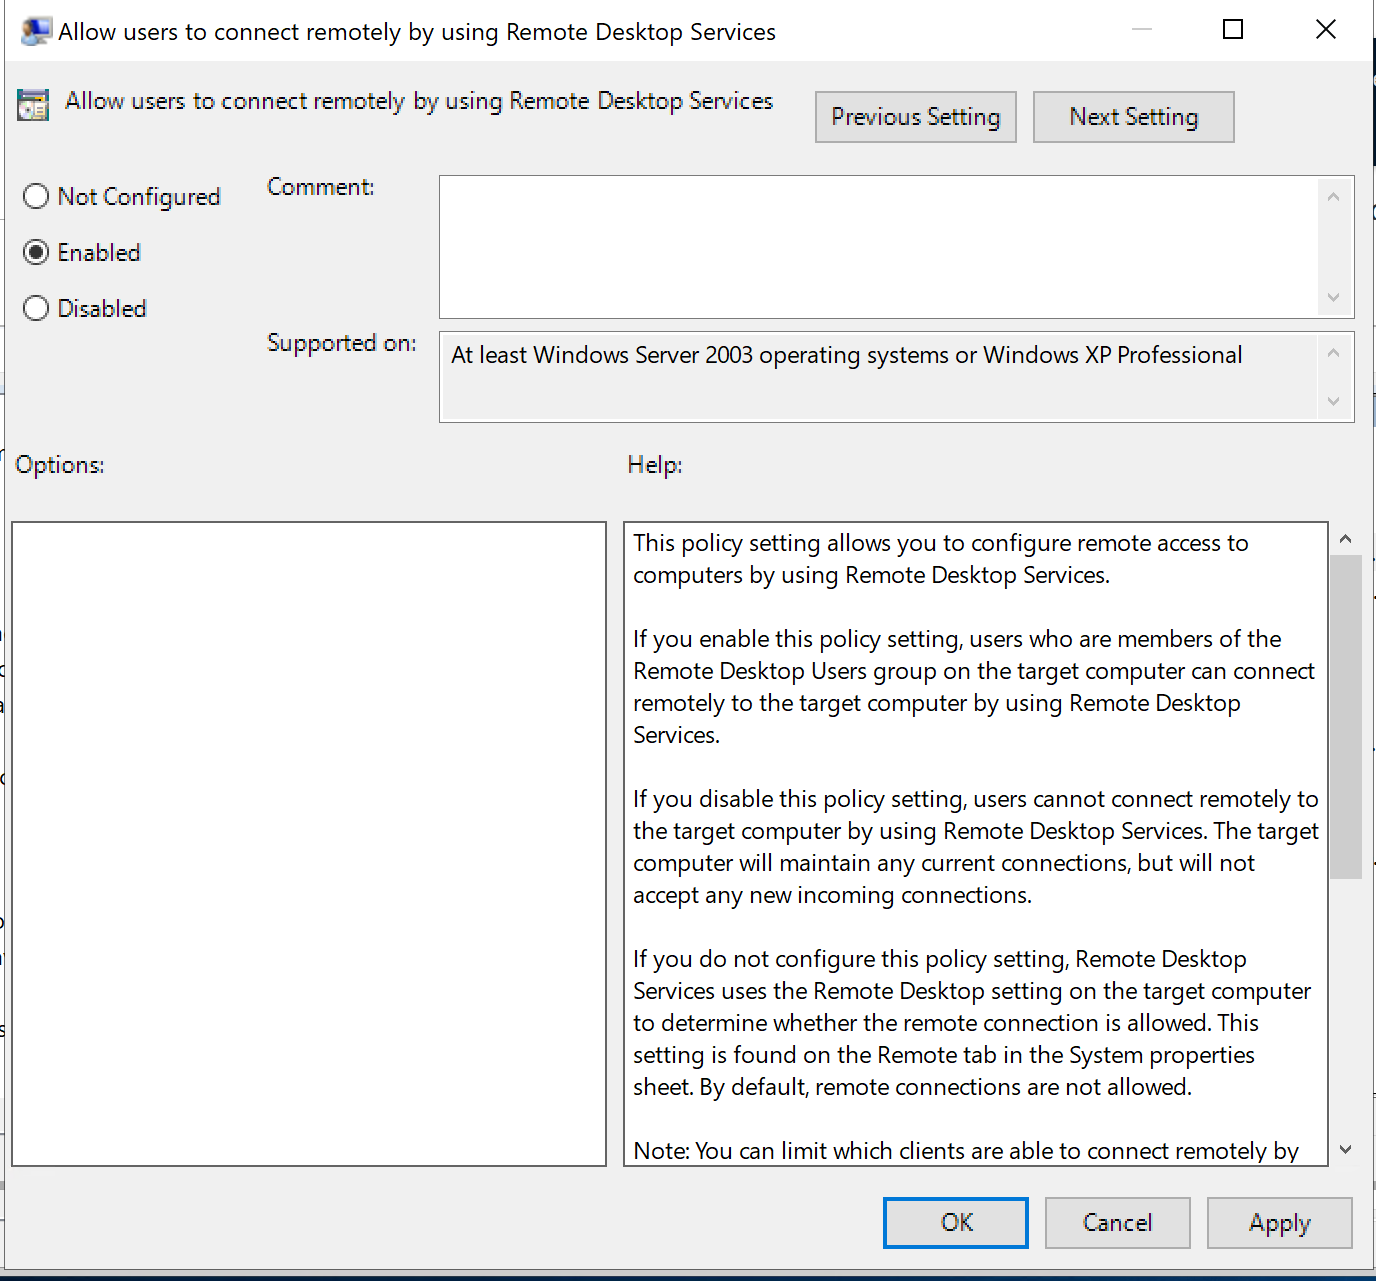 Allow users to connect remotely by using Remote Desktop Services
Allow users to connect remotely by using Remote Desktop Services
Previous Setting
Next Setting
Not Configured
Enabled
Disabled
Comment:
Supported on:
At least Windows Server 2003 operating systems or Windows XP Professional
Options:
Help:
This policy setting allows you to configure remote access to
computers by using Remote Desktop Services.
If you enable this policy setting, users who are members of the
Remote Desktop Users group on the target computer can connect
remotely to the target computer by using Remote Desktop
Services.
If you disable this policy setting, users cannot connect remotely to
the target computer by using Remote Desktop Services. The target
computer will maintain any current connections, but will not
accept any new incoming connections.
If you do not configure this policy setting, Remote Desktop
Services uses the Remote Desktop setting on the target computer
to determine whether the remote connection is allowed. This
setting is found on the Remote tab in the System properties
sheet. By default, remote connections are not allowed.
Note: You can limit which clients are able to connect remotely by
OK
Cancel
Apply